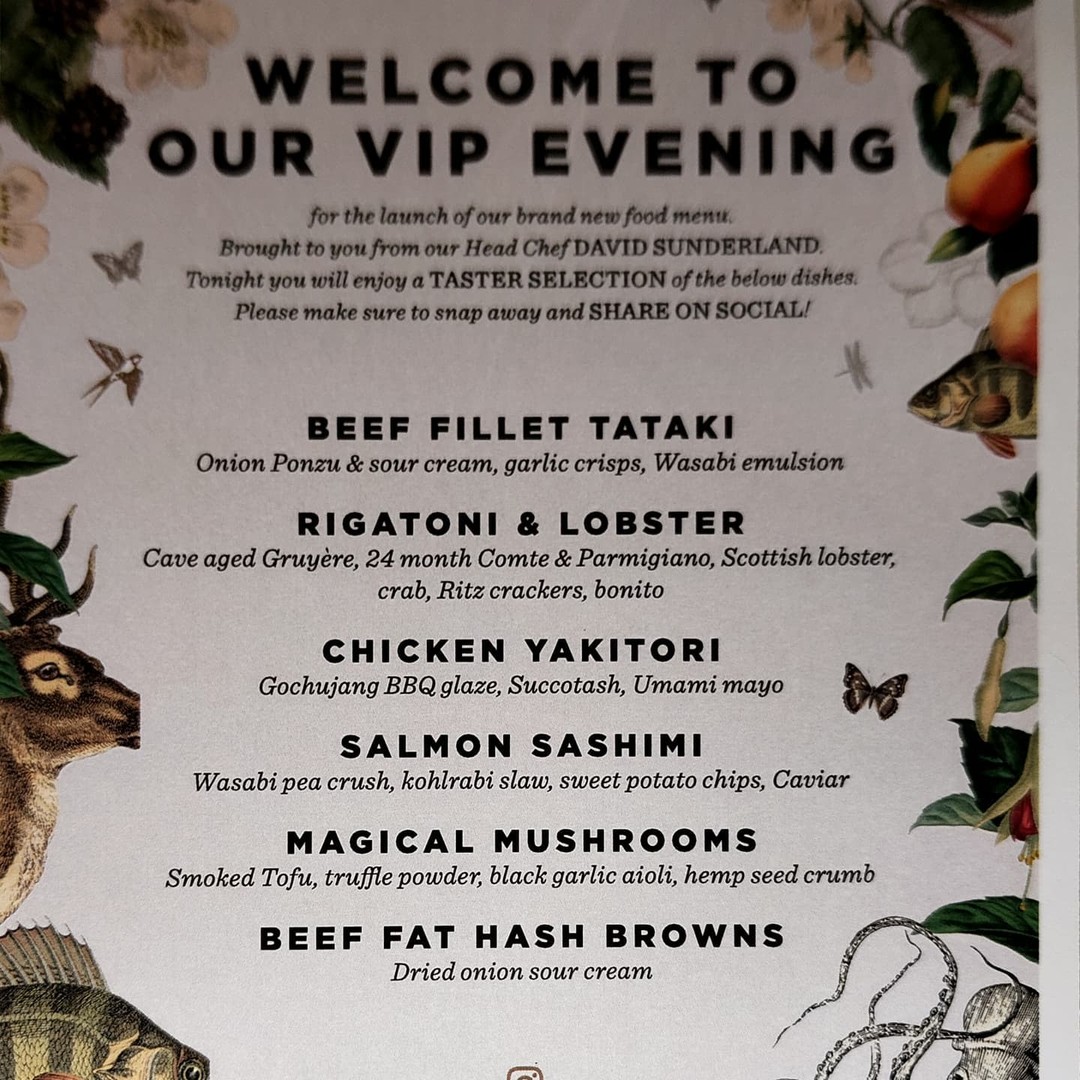 WELCOME TO
OUR VIP EVENING
for the launch of our brand new food menu.
Brought to you from our Head Chef DAVID SUNDERLAND.
Tonight you will enjoy a TASTER SELECTION of the below dishes.
Please make sure to snap away and SHARE ON SOCIAL!
BEEF FILLET TATAKI
Onion Ponzu & sour cream, garlic crisps, Wasabi emulsion
RIGATONI & LOBSTER
Cave aged Gruyère, 24 month Comte & Parmigiano, Scottish lobster,
crab, Ritz crackers, bonito
CHICKEN YAKITORI
Gochujang BBQ glaze, Succotash, Umami mayo
SALMON SASHIMI
Wasabi pea crush, kohlrabi slaw, sweet potato chips, Caviar
MAGICAL MUSHROOMS
Smoked Tofu, truffle powder, black garlic aioli, hemp seed crumb
BEEF FAT HASH BROWNS
Dried onion sour cream